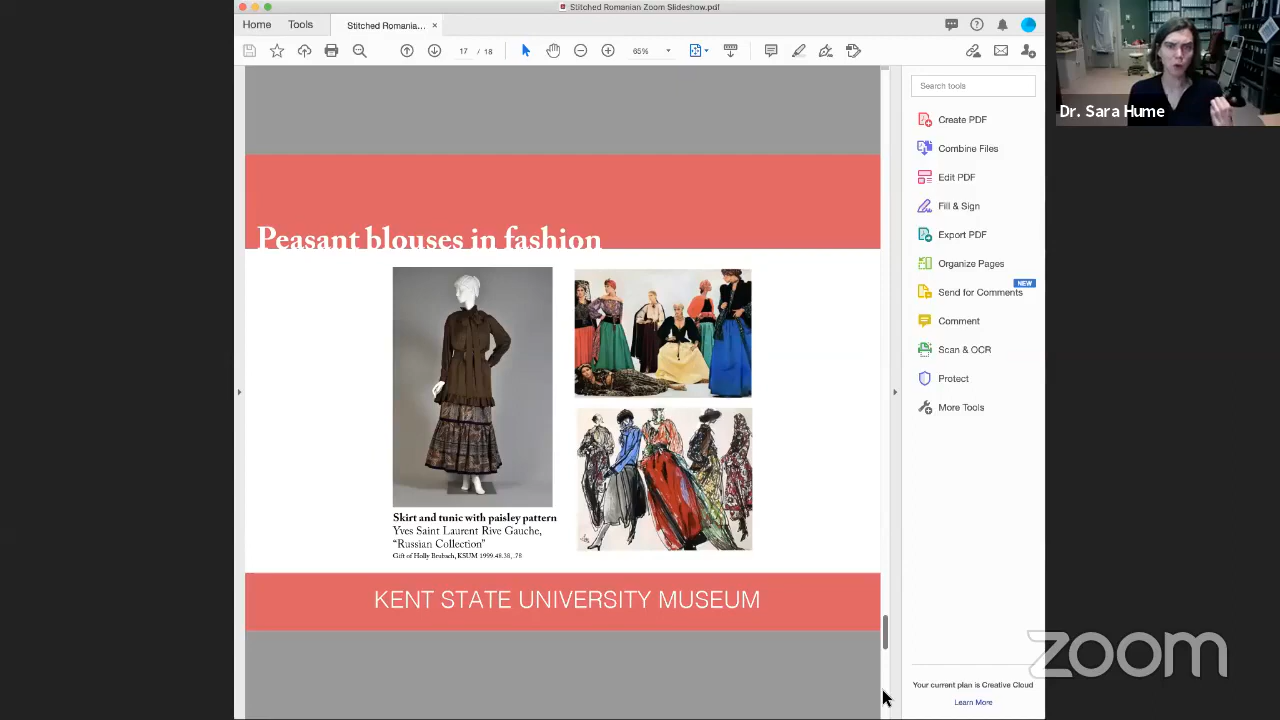 Stitched Romanian Zoom Slideshow.pdf
Home
Tools
Stitched Romanian...
17 / 18
65%
Search tools
Create PDF
Combine Files
Edit PDF
Fill & Sign
Export PDF
Organize Pages
NEW
Send for Comments
Comment
Scan & OCR
Protect
More Tools
Your current plan is Creative Cloud
Learn More
Peasant blouses in fashion
Skirt and tunic with paisley pattern
Yves Saint Laurent Rive Gauche,
“Russian Collection”
Gift of Holly Brubach, KSUM 1999.48.38, .78
KENT STATE UNIVERSITY MUSEUM
Dr. Sara Hume
zoom